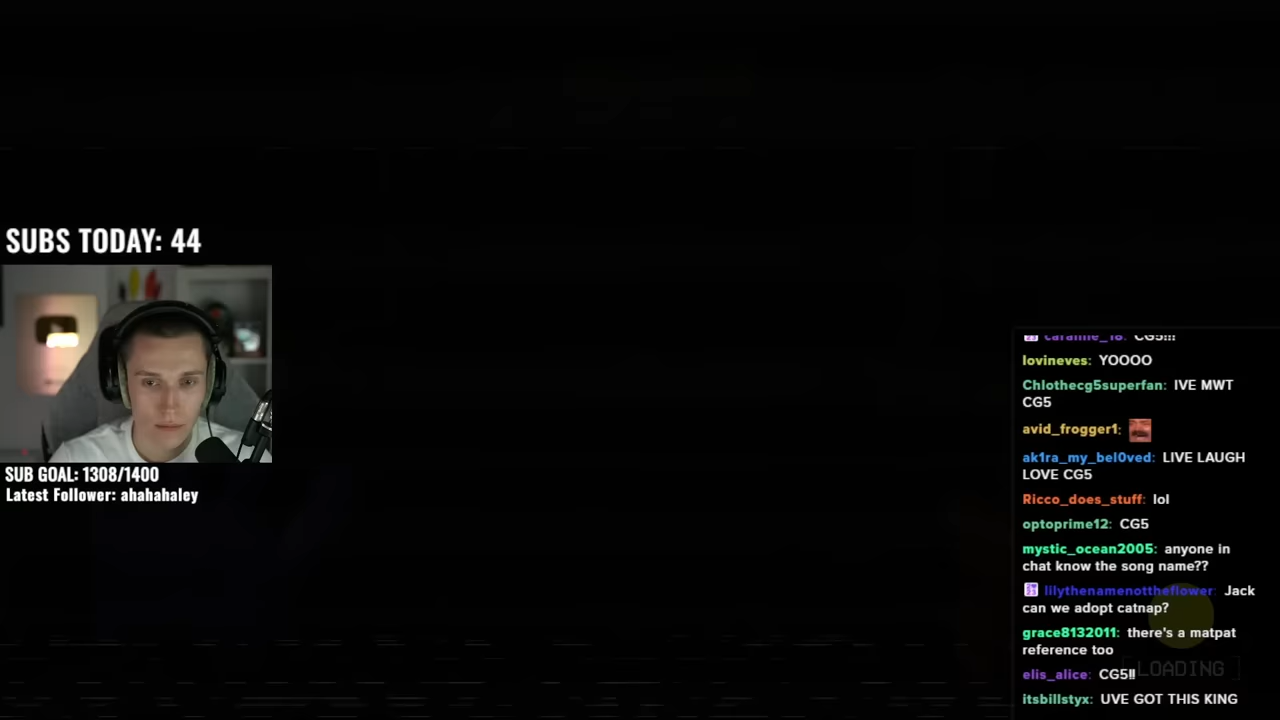 SUBS TODAY: 44
SUB GOAL: 1308/1400
Latest Follower: ahahahaley
CG5!!!
lovineves: YOOOO
Chlothecg5superfan: IVE MWT
CG5
avid_frogger1:
ak1ra_my_bel0ved: LIVE LAUGH
LOVE CG5
Ricco_does_stuff: lol
optoprime12: CG5
mystic_ocean2005: anyone in
chat know the song name??
lilythenamenottheflower: Jack
can we adopt catnap?
grace8132011: there's a matpat
reference too
elis_alice: CG5!!
LOADING
itsbillstyx: UVE GOT THIS KING